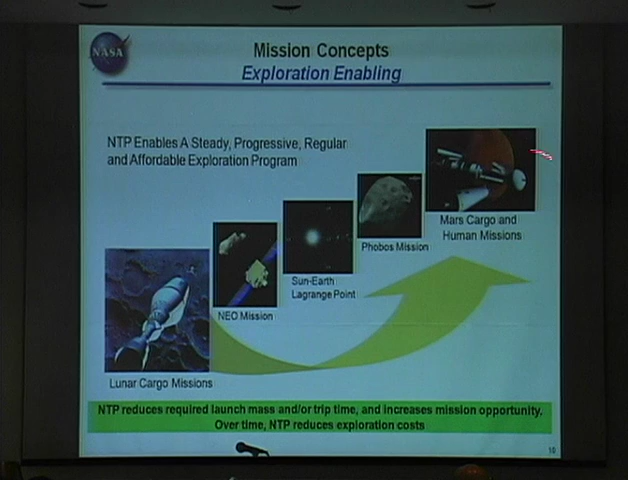 NASA
Mission Concepts
Exploration Enabling
NTP Enables A Steady, Progressive, Regular
and Affordable Exploration Program
Mars Cargo and
Human Missions
Phobos Mission
Sun-Earth
Lagrange Point
NEO Mission
Lunar Cargo Missions
NTP reduces required launch mass and/or trip time, and increases mission opportunity.
Over time, NTP reduces exploration costs
10